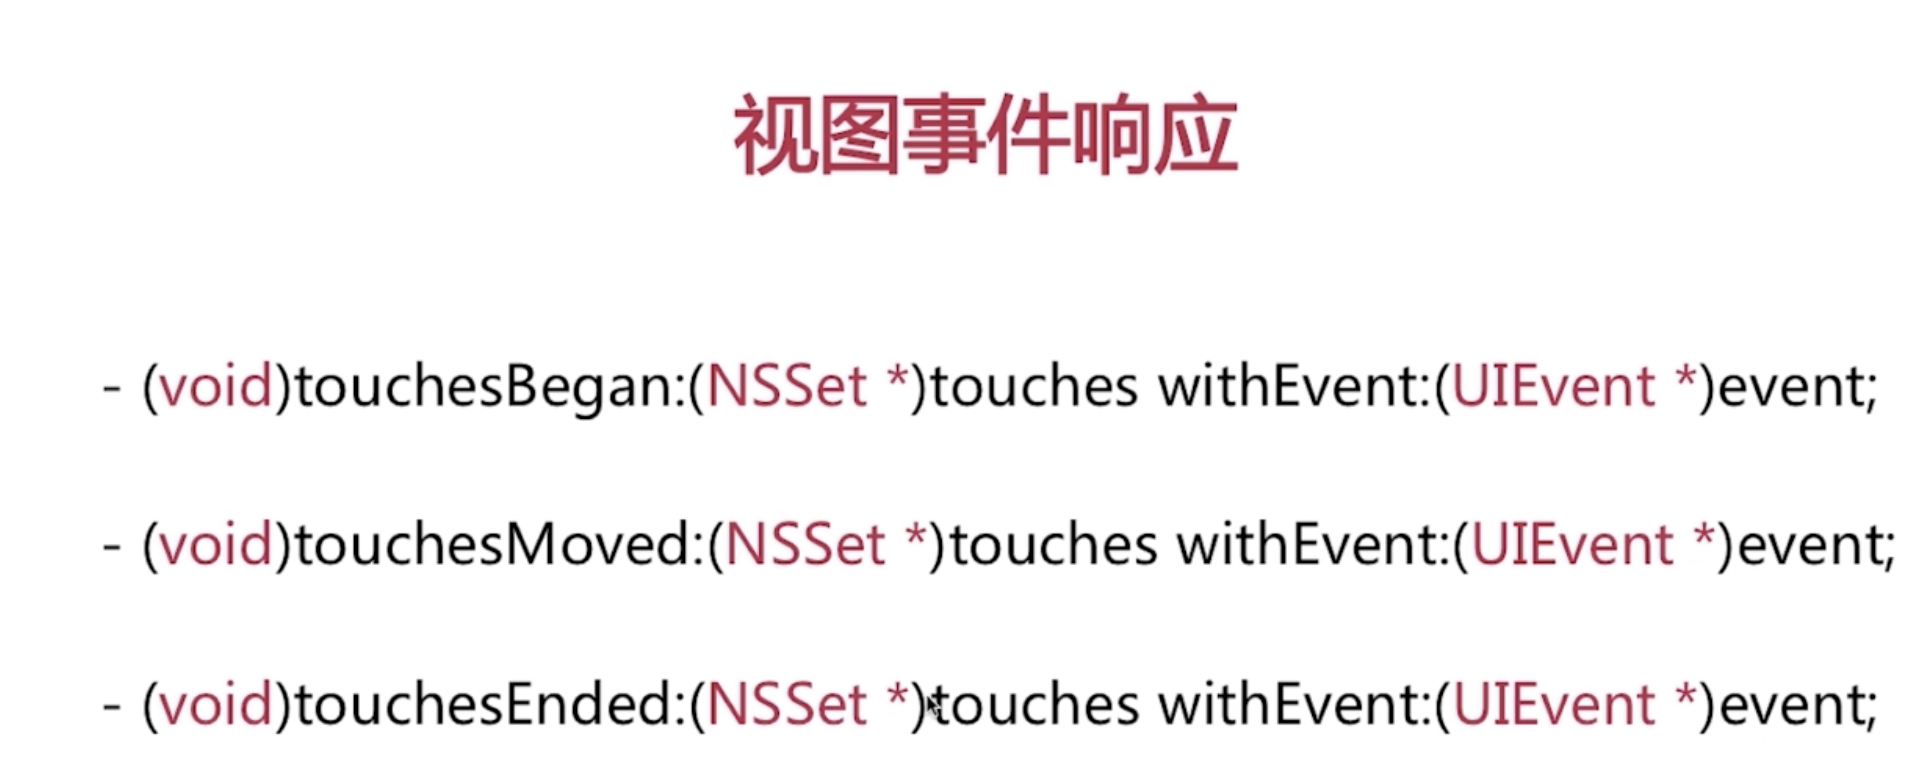 视图事件响应
- (void)touchesBegan:(NSSet *)touches withEvent:(UIEvent *)event;
- (void)touchesMoved:(NSSet *)touches withEvent:(UIEvent *)event;
- (void)touchesEnded:(NSSet *)touches withEvent:(UIEvent *)event;